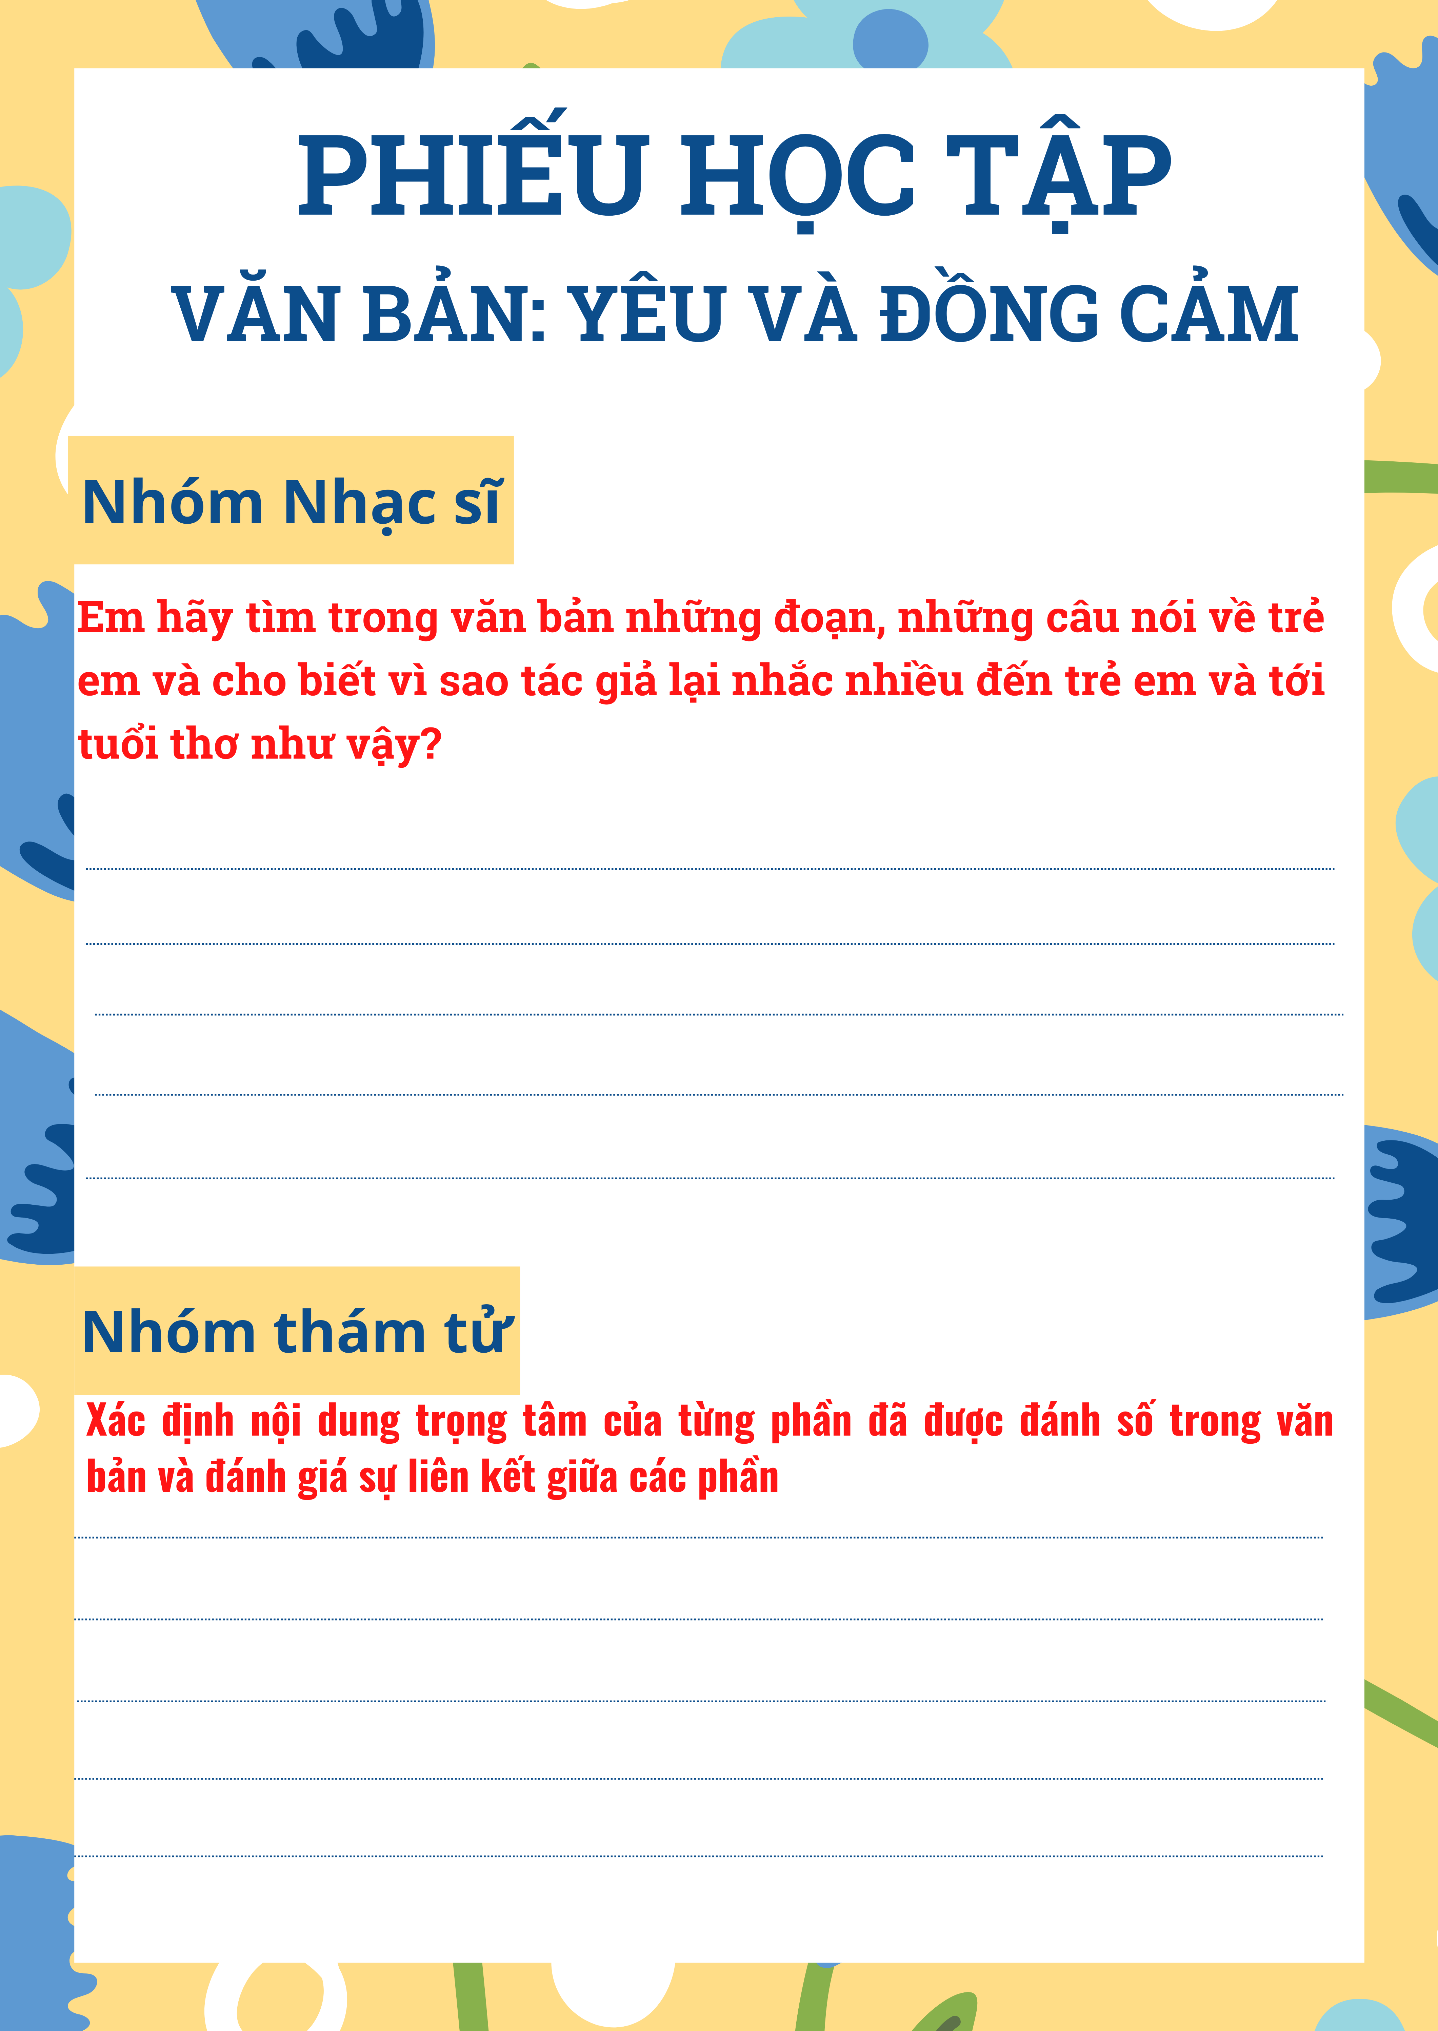 PHIẾU HỌC TẬP
VĂN BẢN: YÊU VÀ ĐỒNG CẢM
Nhóm Nhạc sĩ
Em hãy tìm trong văn bản những đoạn, những câu nói về trẻ
em và cho biết vì sao tác giả lại nhắc nhiều đến trẻ em và tới
tuổi thơ như vậy?
Nhóm thám tử
Xác định nội dung trọng tâm của từng phần đã được đánh số trong văn
bản và đánh giá sự liên kết giữa các phần